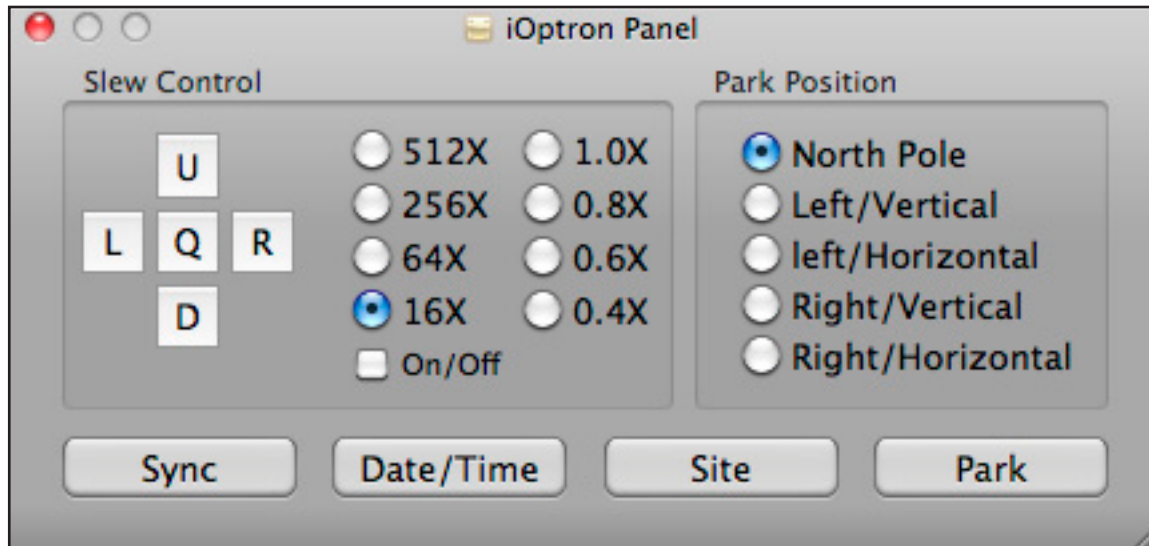 iOptron Panel
Slew Control
U
L Q R
D
512X 1.0X
256X 0.8X
64X 0.6X
16X 0.4X
On/Off
Park Position
North Pole
Left/Vertical
left/Horizontal
Right/Vertical
Right/Horizontal
Sync Date/Time Site Park